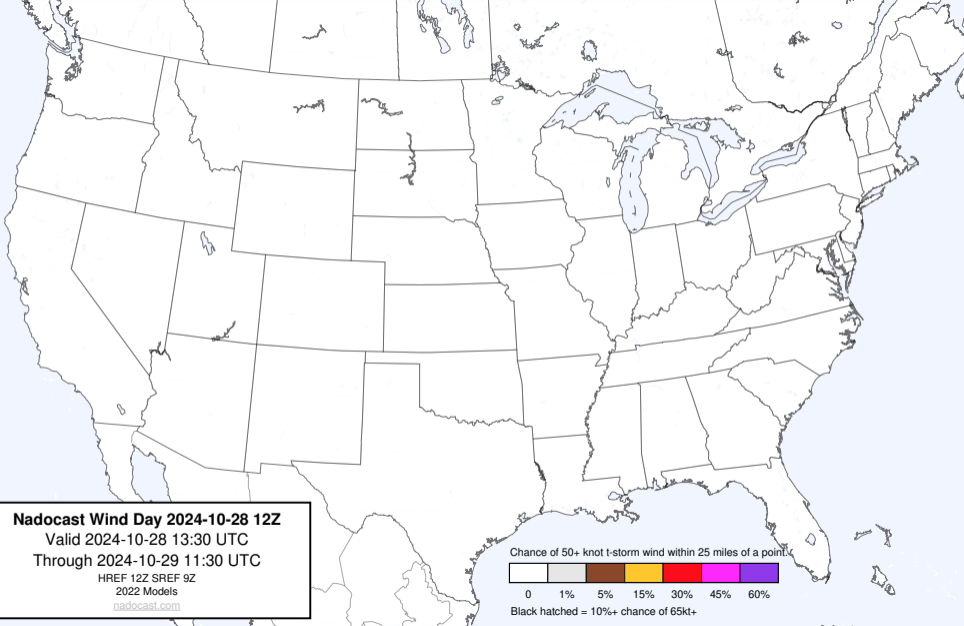 Nadocast Wind Day 2024-10-28 12Z
Valid 2024-10-28 13:30 UTC
Through 2024-10-29 11:30 UTC
HREF 12Z SREF 9Z
2022 Models
nadocast.com
Chance of 50+ knot t-storm wind within 25 miles of a point.
0 1% 5% 15% 30% 45% 60%
Black hatched = 10%+ chance of 65kt+